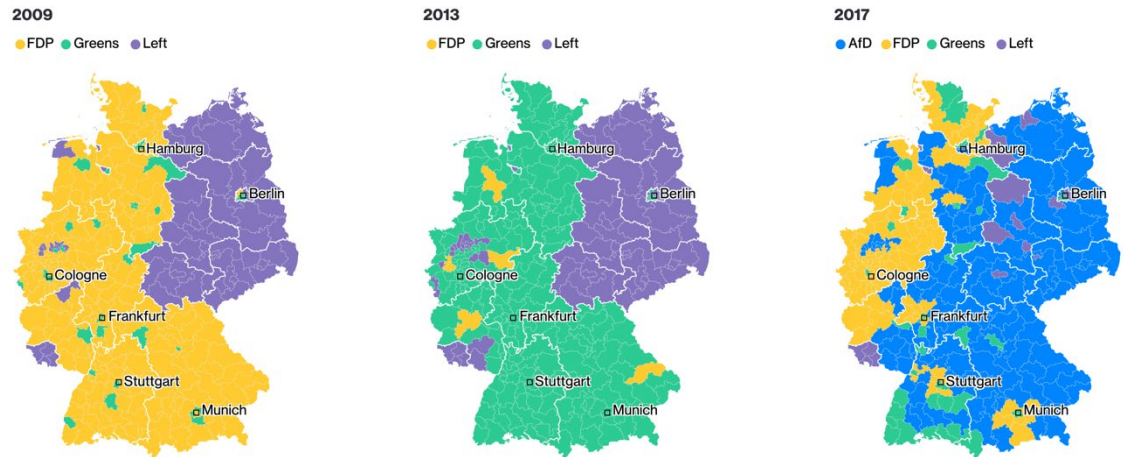 2009
FDP Greens Left
Hamburg
Berlin
Cologne
Frankfurt
Stuttgart
Munich
2013
FDP Greens Left
Hamburg
Berlin
Cologne
Frankfurt
Stuttgart
Munich
2017
AfD FDP Greens Left
Hamburg
Berlin
Cologne
Frankfurt
Stuttgart
Munich